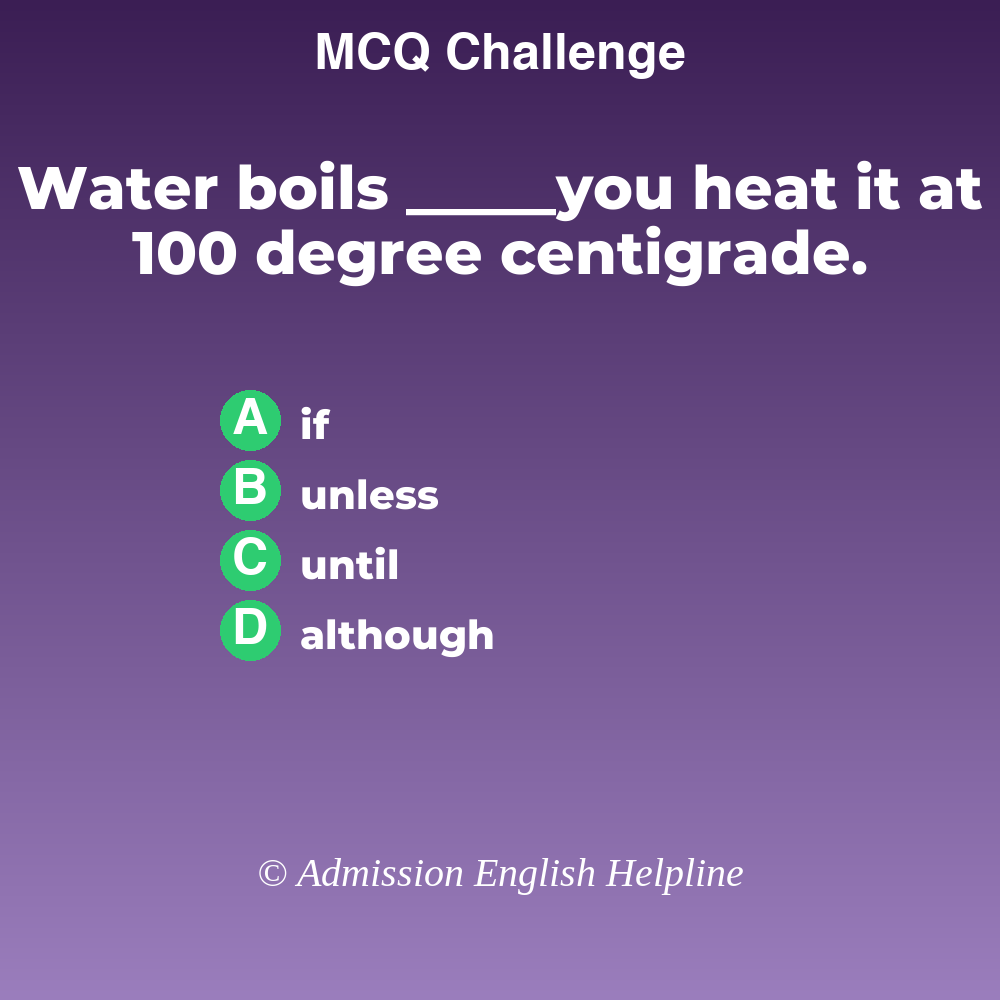 MCQ Challenge
Water boils _____you heat it at
100 degree centigrade.
A if
B unless
C until
D although
© Admission English Helpline